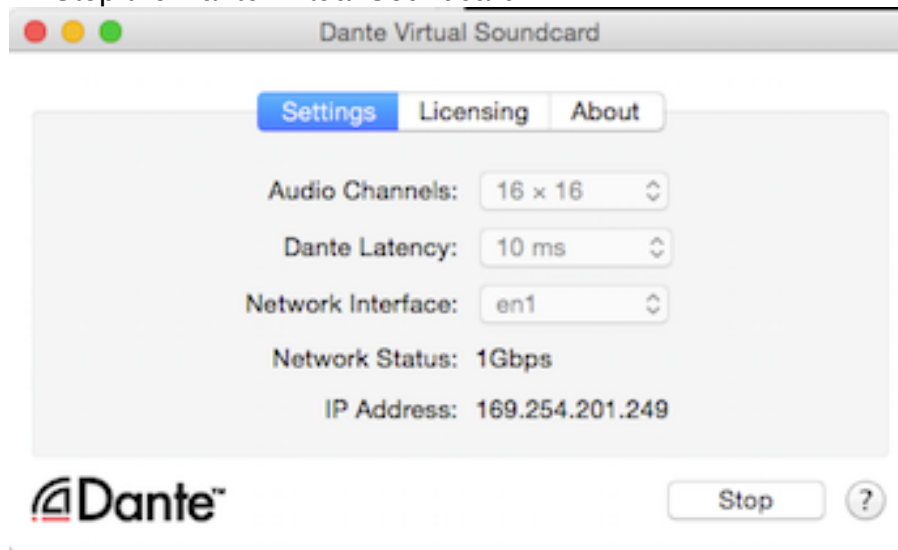 Dante Virtual Soundcard
Settings Licensing About
Audio Channels: 16 × 16
Dante Latency: 10 ms
Network Interface: en1
Network Status: 1Gbps
IP Address: 169.254.201.249
Dante™ Stop ?